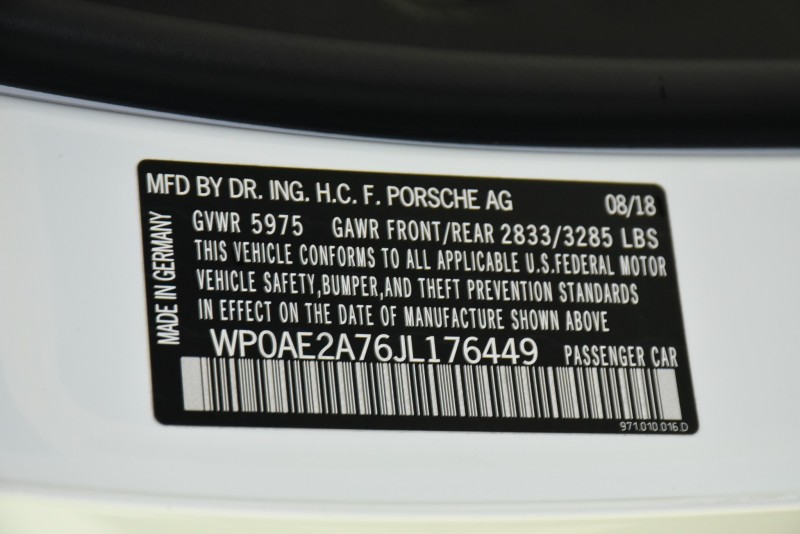 MFD BY DR. ING. H.C. F. PORSCHE AG 08/18
GVWR 5975 GAWR FRONT/REAR 2833/3285 LBS
THIS VEHICLE CONFORMS TO ALL APPLICABLE U.S.FEDERAL MOTOR
VEHICLE SAFETY,BUMPER,AND THEFT PREVENTION STANDARDS
IN EFFECT ON THE DATE OF MANUFACTURE SHOWN ABOVE
WP0AE2A76JL176449 PASSENGER CAR
MADE IN GERMANY
971.010.016.D